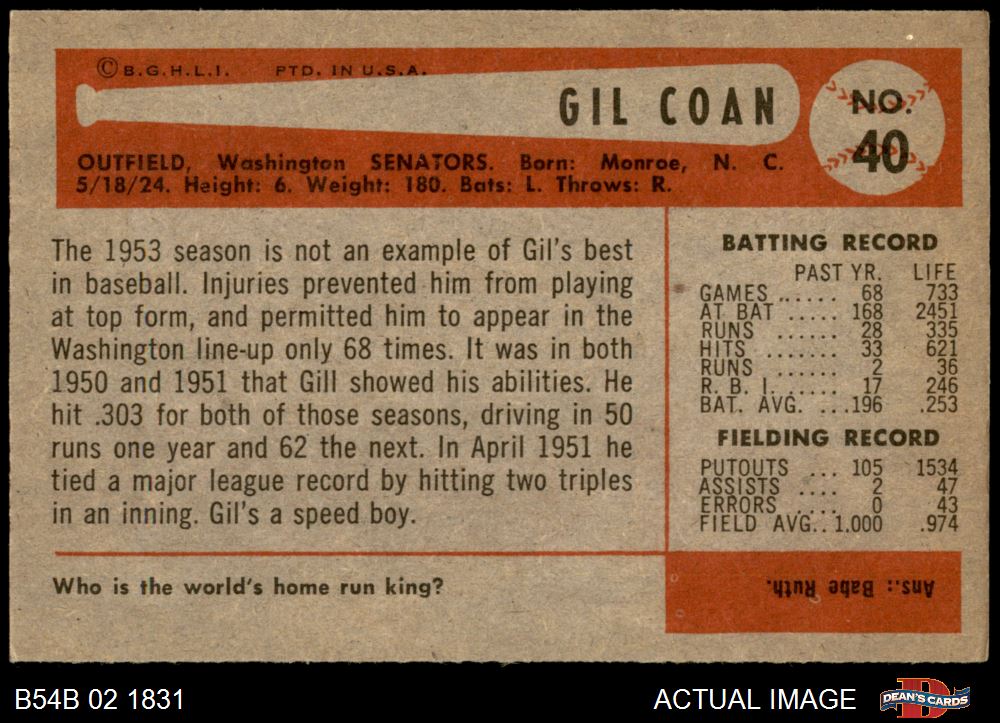 ©B.G.H.L.I. PTD. IN U.S.A.
GIL COAN
NO.
40
OUTFIELD, Washington SENATORS. Born: Monroe, N. C.
5/18/24. Height: 6. Weight: 180. Bats: L. Throws: R.
The 1953 season is not an example of Gil's best
in baseball. Injuries prevented him from playing
at top form, and permitted him to appear in the
Washington line-up only 68 times. It was in both
1950 and 1951 that Gill showed his abilities. He
hit .303 for both of those seasons, driving in 50
runs one year and 62 the next. In April 1951 he
tied a major league record by hitting two triples
in an inning. Gil's a speed boy.
BATTING RECORD
PAST YR. LIFE
GAMES ...... 68 733
AT BAT ..... 168 2451
RUNS ...... 28 335
HITS ....... 33 621
RUNS ...... 2 36
R. B. I. ...... 17 246
BAT. AVG. ...196 .253
FIELDING RECORD
PUTOUTS ... 105 1534
ASSISTS .... 2 47
ERRORS ..... 0 43
FIELD AVG.. 1.000 .974
Who is the world's home run king?
Ans.: Babe Ruth.
B54B 02 1831
ACTUAL IMAGE
DEAN'S CARDS